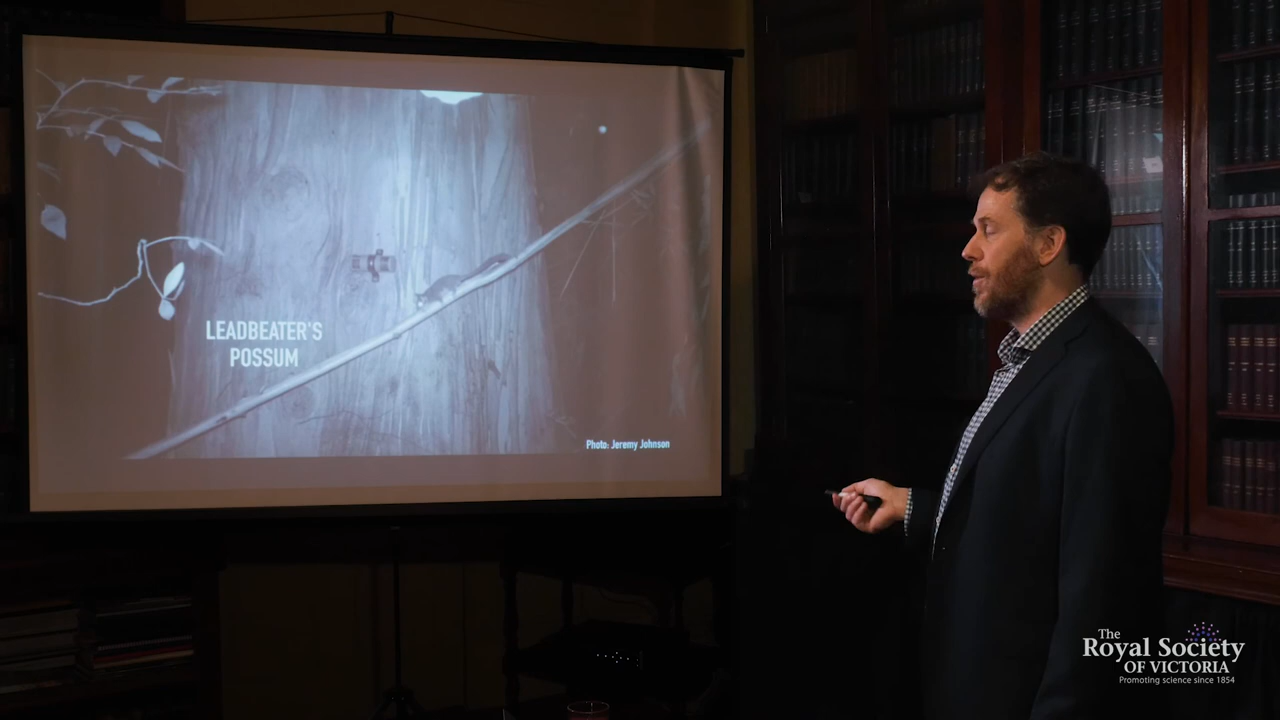 LEADBEATER'S
POSSUM
Photo: Jeremy Johnson
The
Royal Society
OF VICTORIA
Promoting science since 1854